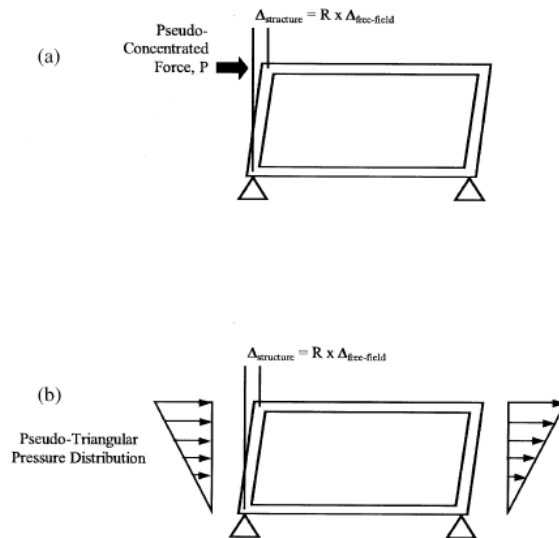 Δstructure = R x Δfree-field
Pseudo-
Concentrated
Force, P
(a)
Δstructure = R x Δfree-field
(b)
Pseudo-Triangular
Pressure Distribution